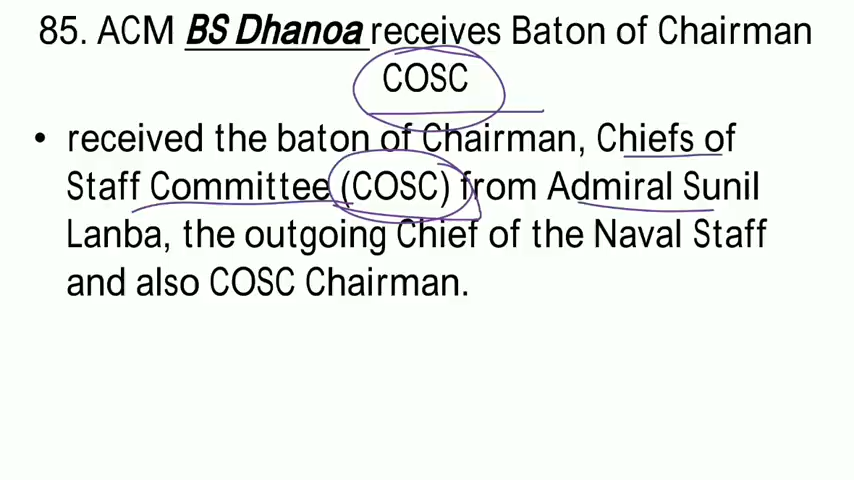 85. ACM BS Dhanoa receives Baton of Chairman
COSC
• received the baton of Chairman, Chiefs of
Staff Committee (COSC) from Admiral Sunil
Lanba, the outgoing Chief of the Naval Staff
and also COSC Chairman.